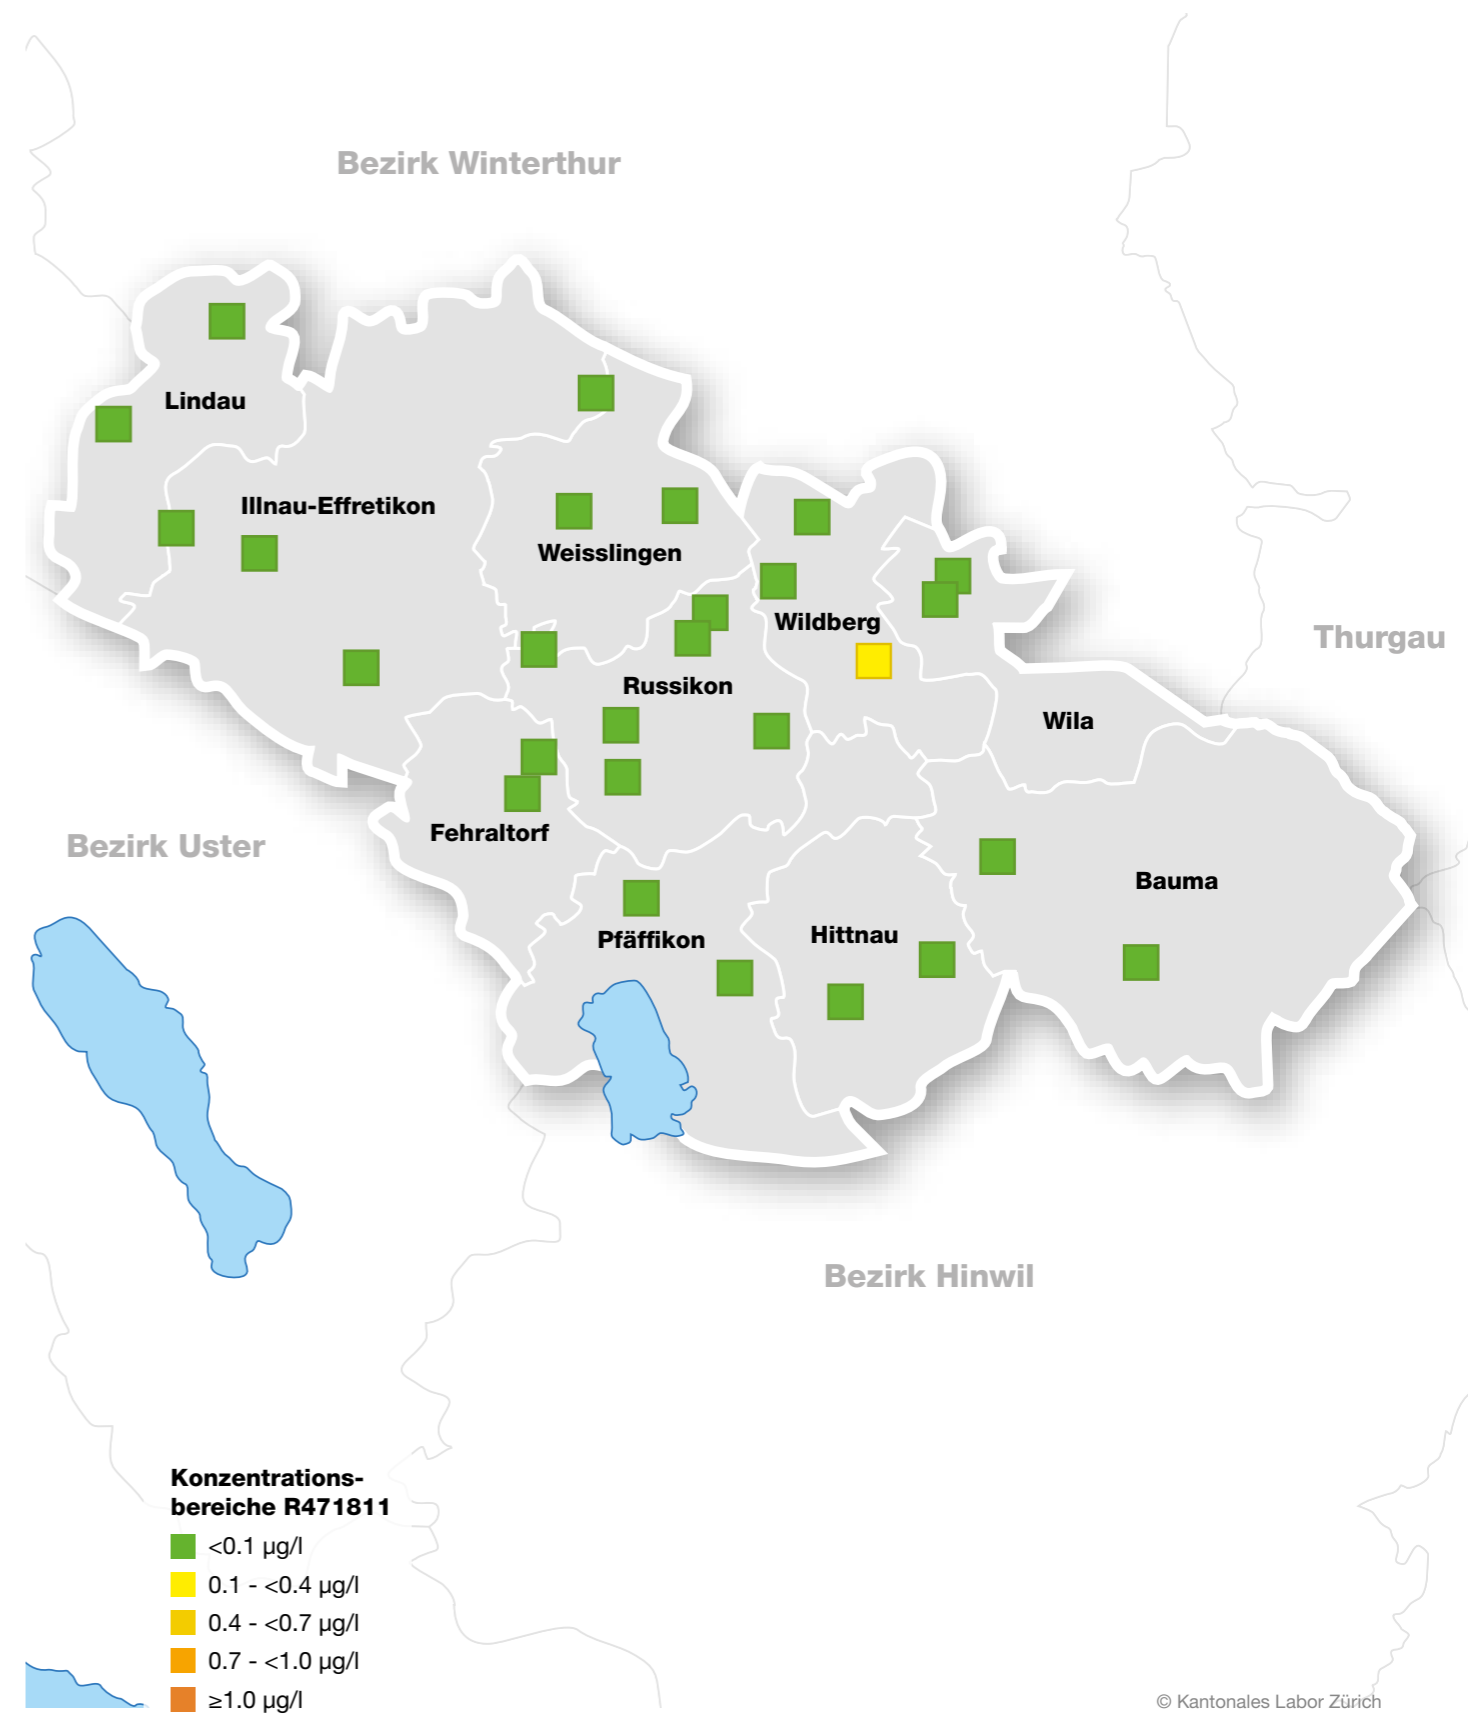 Bezirk Winterthur
Lindau
Illnau-Effretikon
Weisslingen
Wildberg
Thurgau
Russikon
Wila
Fehraltorf
Bezirk Uster
Bauma
Pfäffikon
Hittnau
Bezirk Hinwil
Konzentrations-
bereiche R471811
<0.1 µg/l
0.1 - <0.4 µg/l
0.4 - <0.7 µg/l
0.7 - <1.0 µg/l
≥1.0 µg/l
© Kantonales Labor Zürich